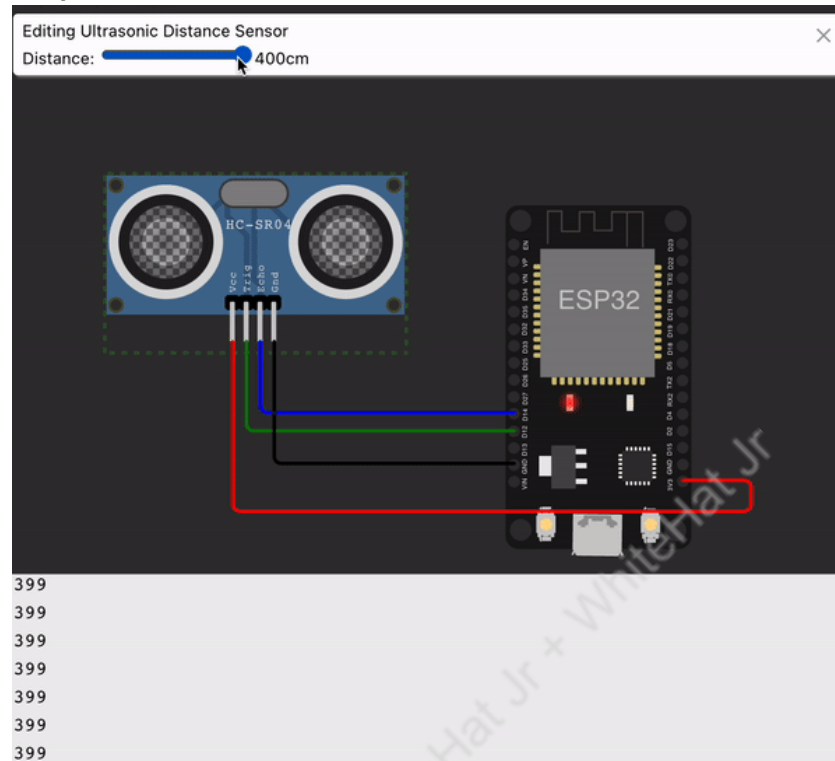 Editing Ultrasonic Distance Sensor
Distance: 400cm
HC-SR04
Vcc
Trig
Echo
Gnd
ESP32
EN
VP
VN
D34
D35
D32
D33
D25
D26
D27
D14
D12
D13
GND
VIN
D23
D22
TX0
RX0
D21
D19
D18
D5
TX2
RX2
D4
D2
D15
GND
3V3
399
399
399
399
399
399
399
Hat Jr + WhiteHat Jr